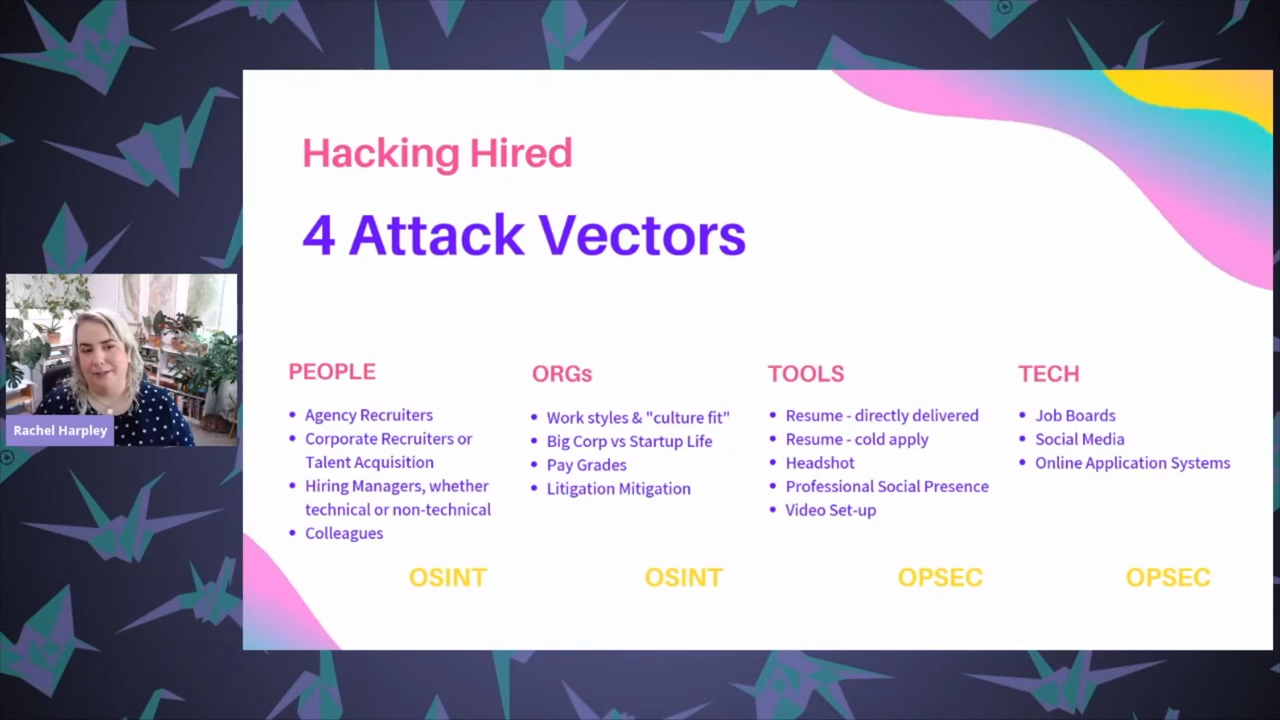 Hacking Hired
4 Attack Vectors
PEOPLE
Agency Recruiters
Corporate Recruiters or
Talent Acquisition
Hiring Managers, whether
technical or non-technical
Colleagues
OSINT
ORGs
Work styles & "culture fit"
Big Corp vs Startup Life
Pay Grades
Litigation Mitigation
OSINT
TOOLS
Resume - directly delivered
Resume - cold apply
Headshot
Professional Social Presence
Video Set-up
OPSEC
TECH
Job Boards
Social Media
Online Application Systems
OPSEC
Rachel Harpley